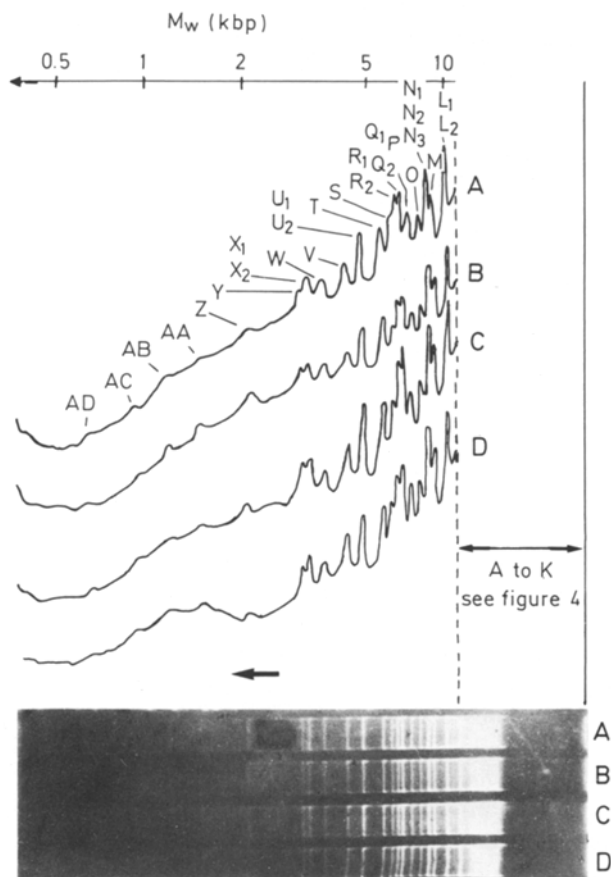 Mw (kbp)
0.5 1 2 5 10
N1 L1
N2 L2
Q1 P N3 M
R1 Q2 O A
S R2
U1 T
U2
X1 W V B
X2
Y
Z C
AB AA
AC
AD D
A to K
see figure 4
A
B
C
D